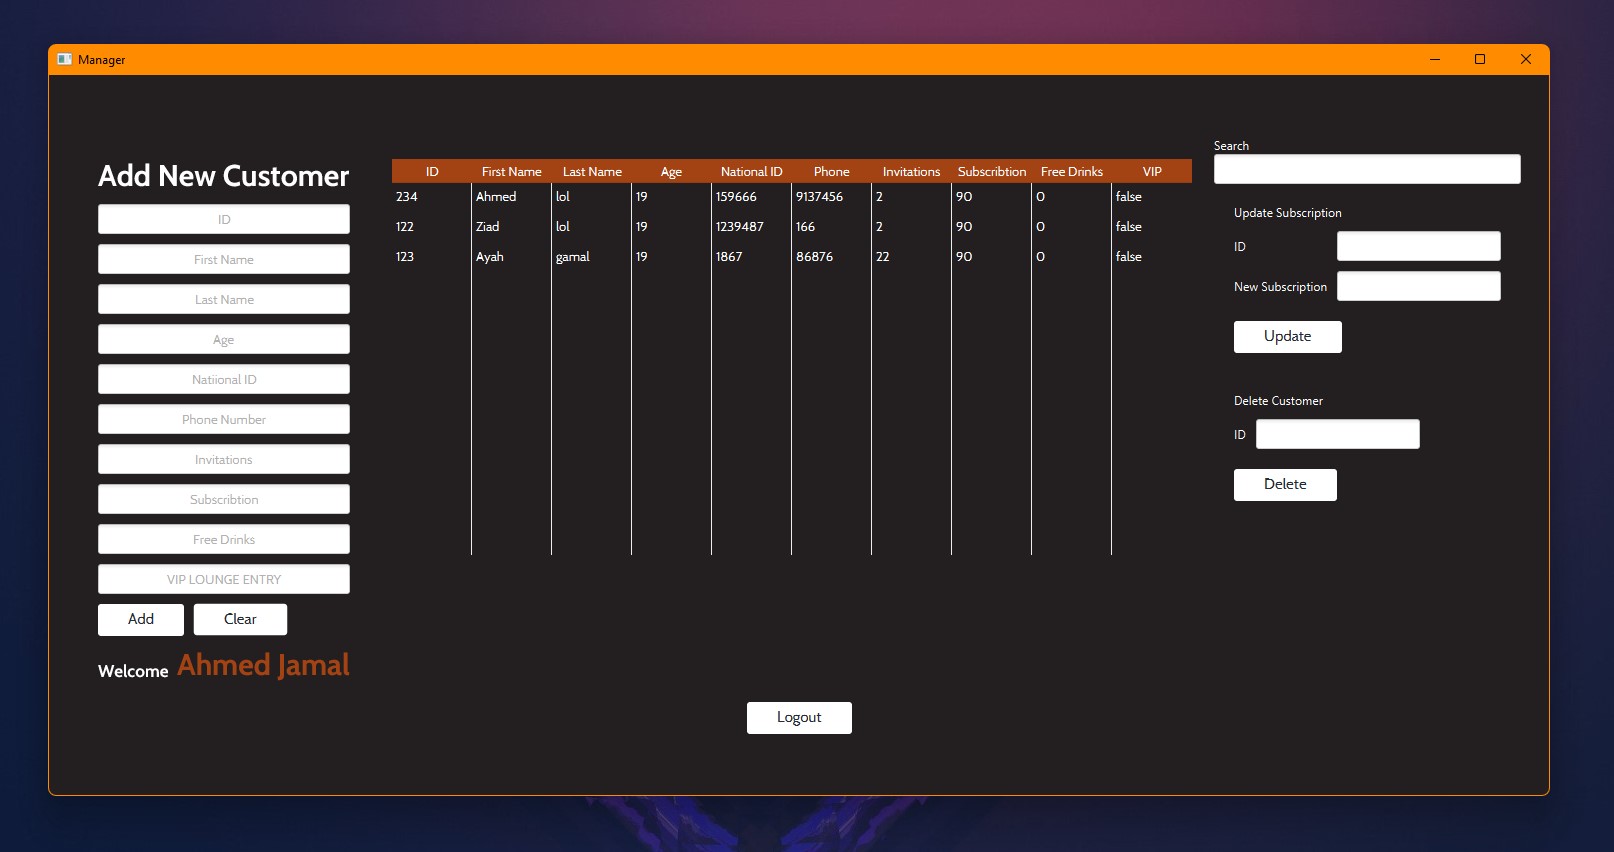 Manager
Add New Customer
ID
First Name
Last Name
Age
Natiional ID
Phone Number
Invitations
Subscribtion
Free Drinks
VIP LOUNGE ENTRY
Add Clear
Welcome Ahmed Jamal
ID First Name Last Name Age National ID Phone Invitations Subscribtion Free Drinks VIP
234 Ahmed lol 19 159666 9137456 2 90 0 false
122 Ziad lol 19 1239487 166 2 90 0 false
123 Ayah gamal 19 1867 86876 22 90 0 false
Logout
Search
Update Subscription
ID
New Subscription
Update
Delete Customer
ID
Delete